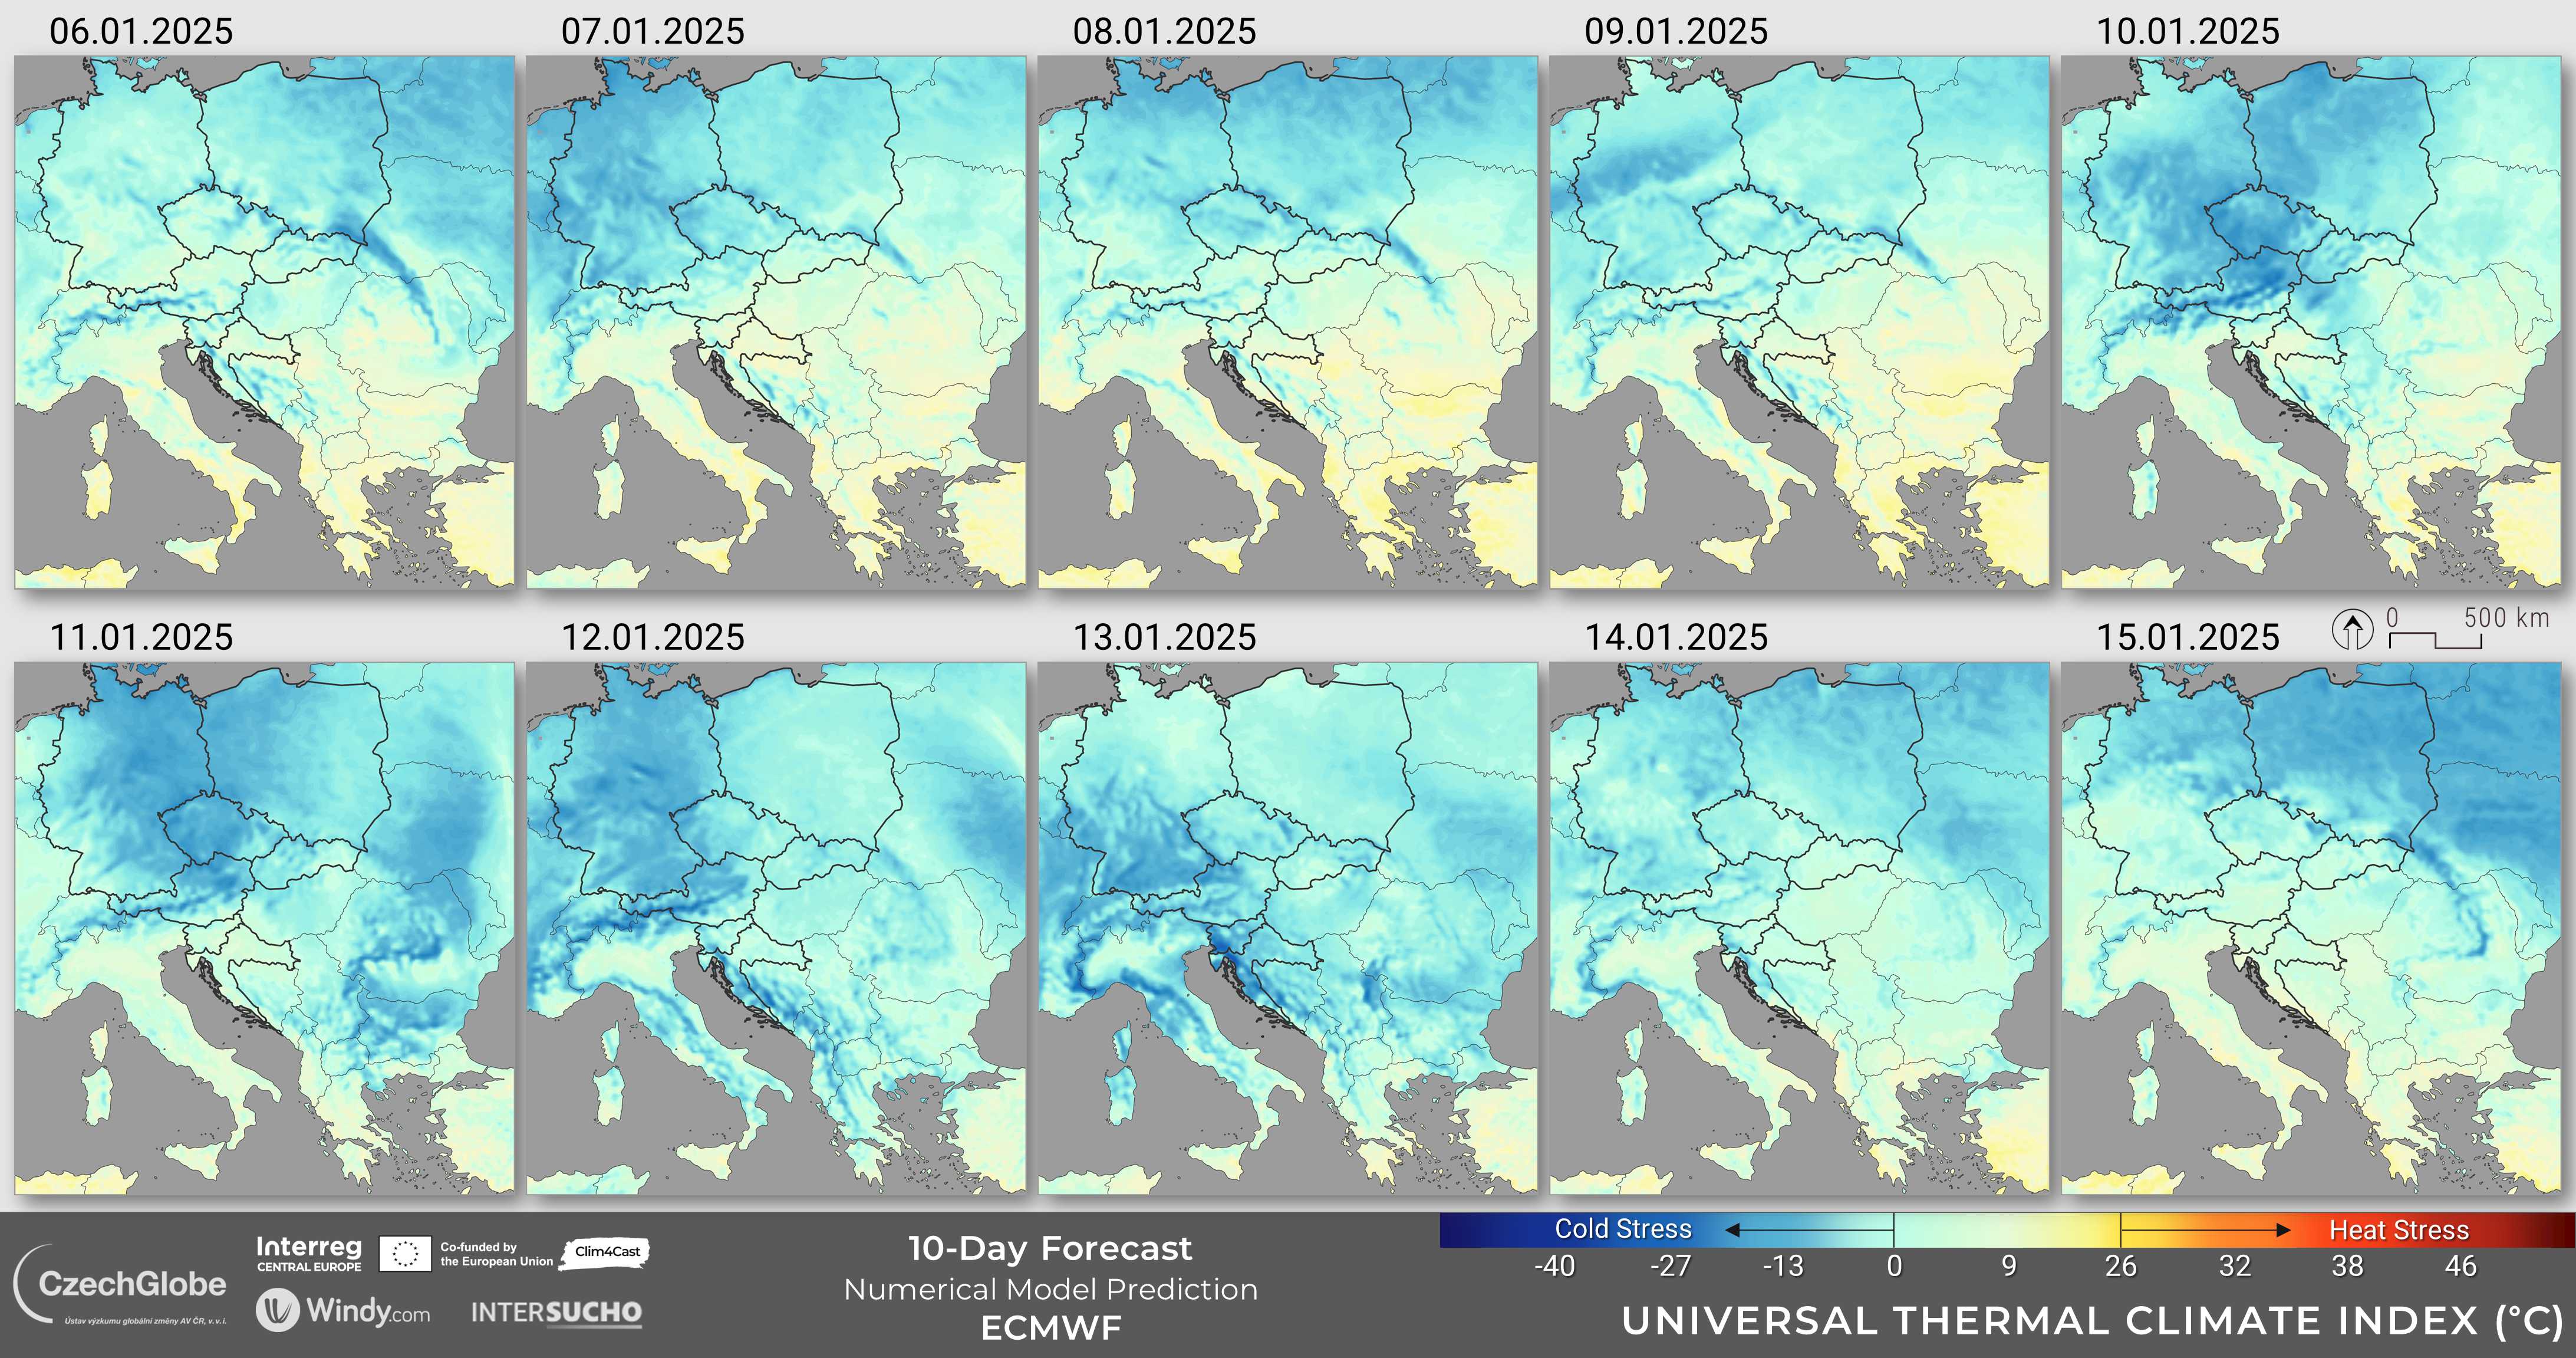 06.01.2025
07.01.2025
08.01.2025
09.01.2025
10.01.2025
11.01.2025
12.01.2025
13.01.2025
14.01.2025
15.01.2025
0 500 km
CzechGlobe
Ústav výzkumu globální změny AV ČR, v. v. i.
Interreg
CENTRAL EUROPE
Co-funded by
the European Union
Clim4Cast
Windy.com
INTERSUCHO
10-Day Forecast
Numerical Model Prediction
ECMWF
Cold Stress
Heat Stress
-40 -27 -13 0 9 26 32 38 46
UNIVERSAL THERMAL CLIMATE INDEX (°C)